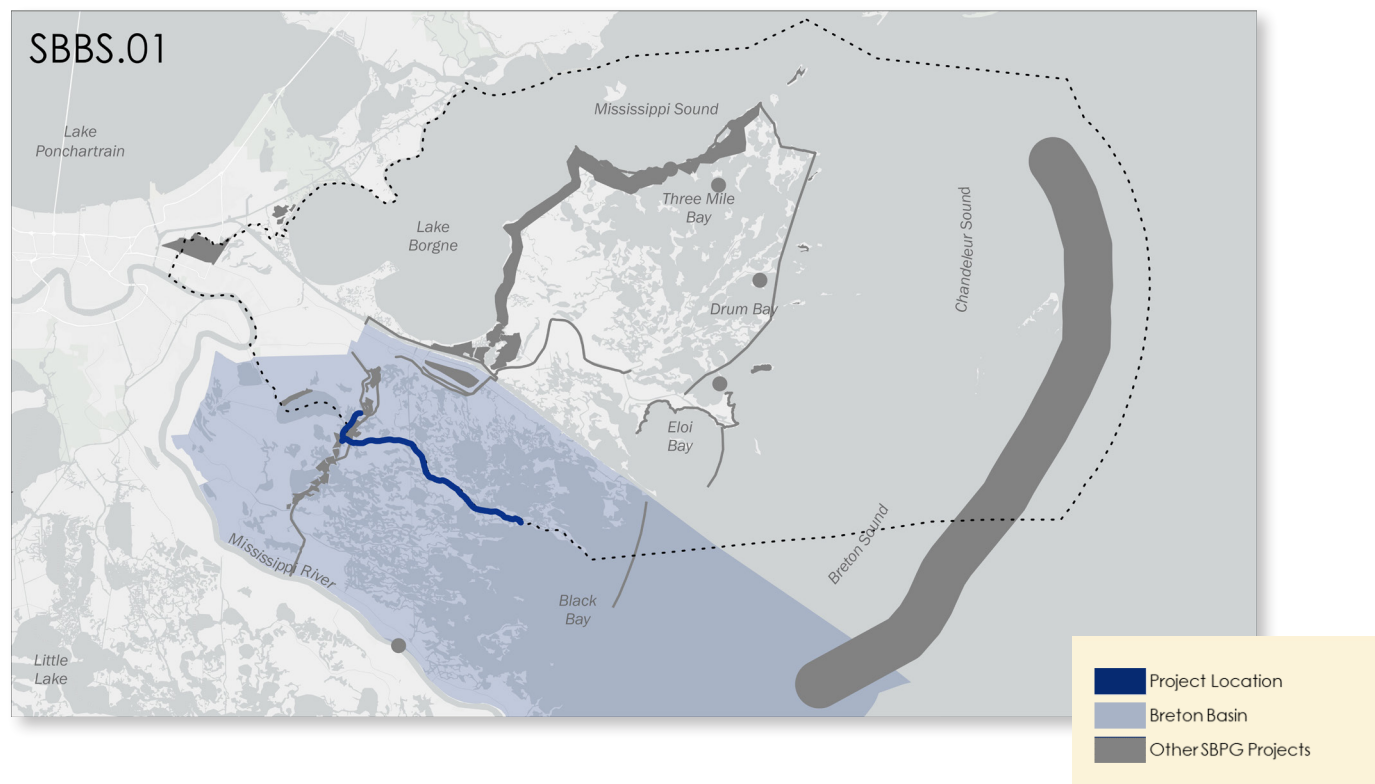 SBBS.01
Mississippi Sound
Lake
Ponchartrain
Three Mile
Bay
Lake
Borgne
Chandeleur Sound
Drum Bay
Eloi
Bay
Mississippi River
Breton Sound
Black
Bay
Little
Lake
Project Location
Breton Basin
Other SBPG Projects